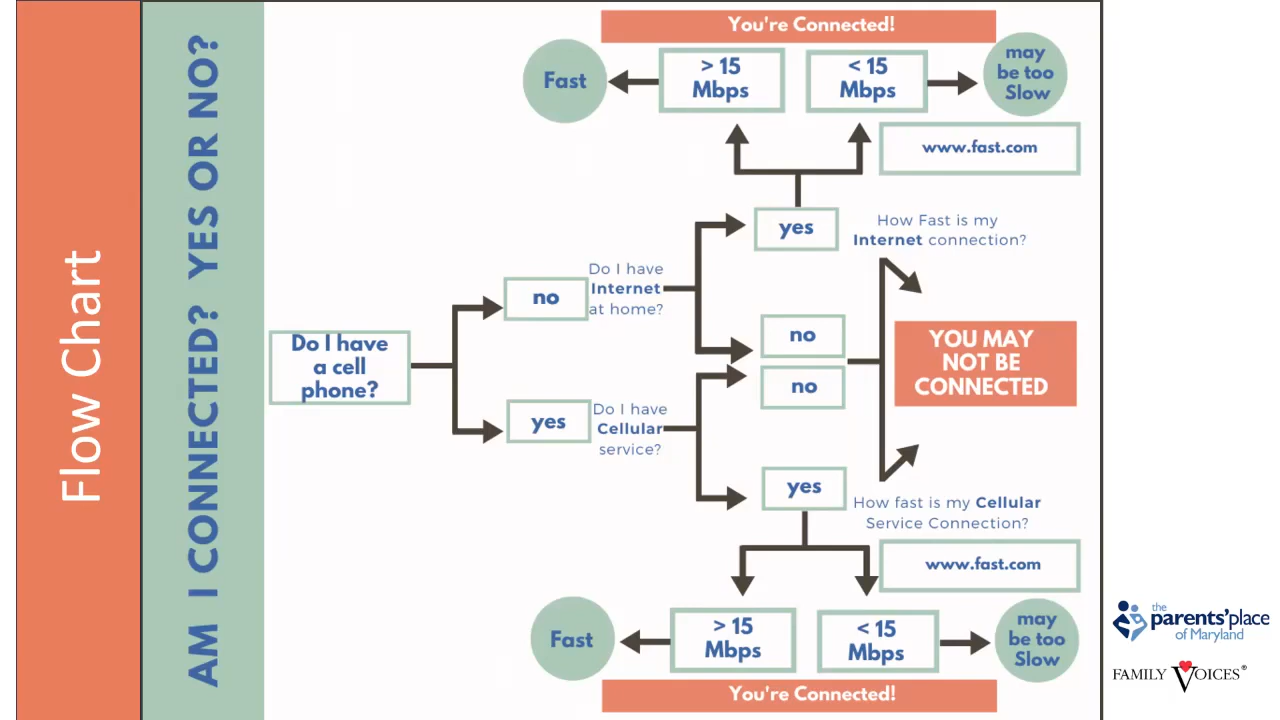 Flow Chart
AM I CONNECTED? YES OR NO?
You're Connected!
Fast
> 15
Mbps
< 15
Mbps
may
be too
Slow
www.fast.com
yes
How Fast is my
Internet connection?
Do I have
Internet
at home?
no
Do I have
a cell
phone?
no
no
YOU MAY
NOT BE
CONNECTED
yes
Do I have
Cellular
service?
yes
How fast is my Cellular
Service Connection?
www.fast.com
Fast
> 15
Mbps
< 15
Mbps
may
be too
Slow
You're Connected!
the
parents'place
of Maryland
FAMILY VOICES®